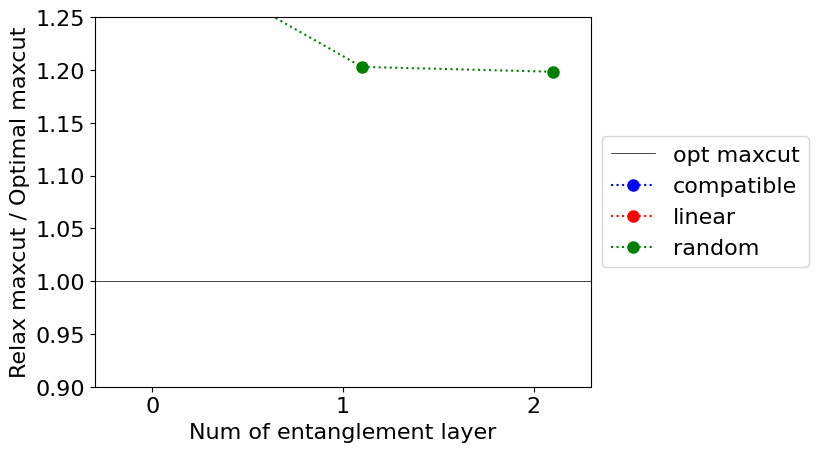 1.25
1.20
1.15
1.10
1.05
1.00
0.95
0.90
Relax maxcut / Optimal maxcut
0 1 2
Num of entanglement layer
opt maxcut
compatible
linear
random